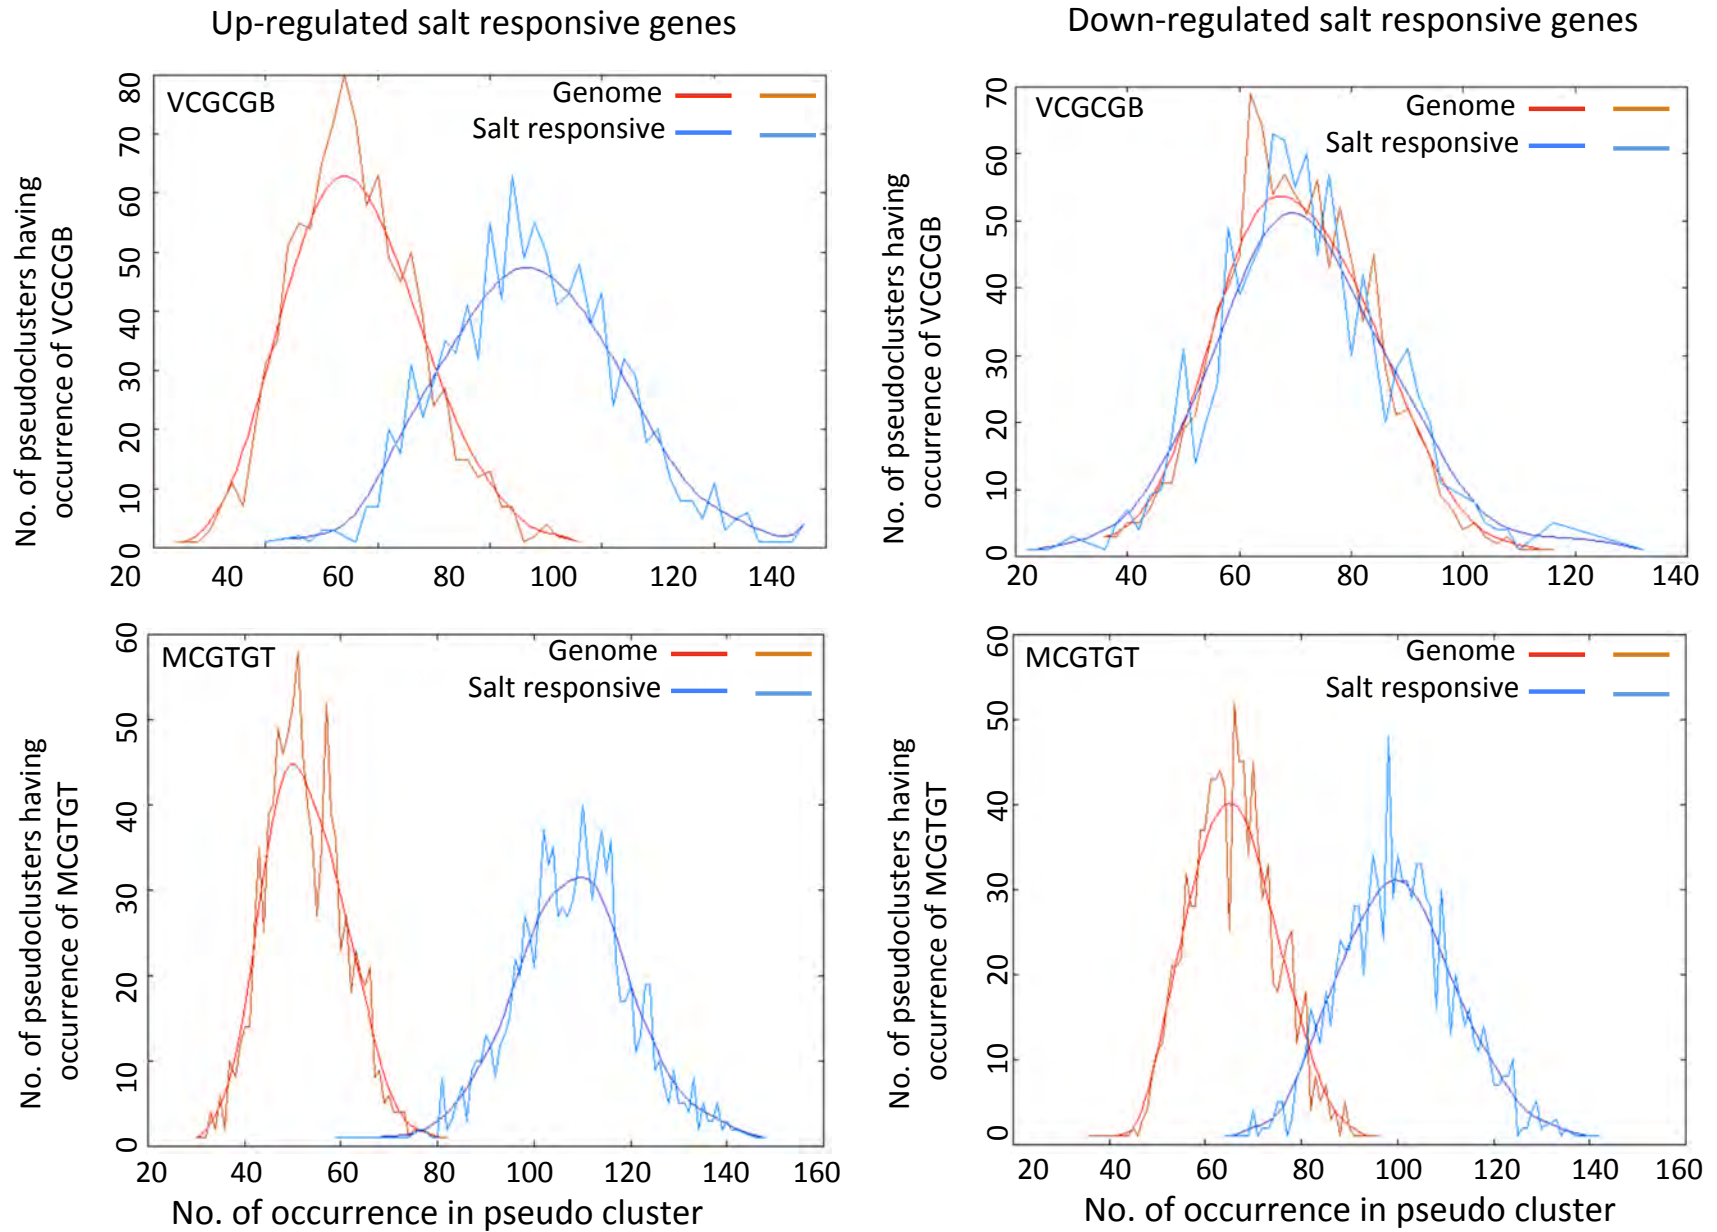 Up-regulated salt responsive genes
Down-regulated salt responsive genes
No. of pseudoclusters having
occurrence of VCGCGB
80
70
60
50
40
30
20
10
0
VCGCGB
Genome
Salt responsive
20 40 60 80 100 120 140
No. of pseudoclusters having
occurrence of VCGCGB
70
60
50
40
30
20
10
0
VCGCGB
Genome
Salt responsive
20 40 60 80 100 120 140
No. of pseudoclusters having
occurrence of MCGTGT
60
50
40
30
20
10
0
MCGTGT
Genome
Salt responsive
20 40 60 80 100 120 140 160
No. of occurrence in pseudo cluster
No. of pseudoclusters having
occurrence of MCGTGT
60
50
40
30
20
10
0
MCGTGT
Genome
Salt responsive
20 40 60 80 100 120 140 160
No. of occurrence in pseudo cluster